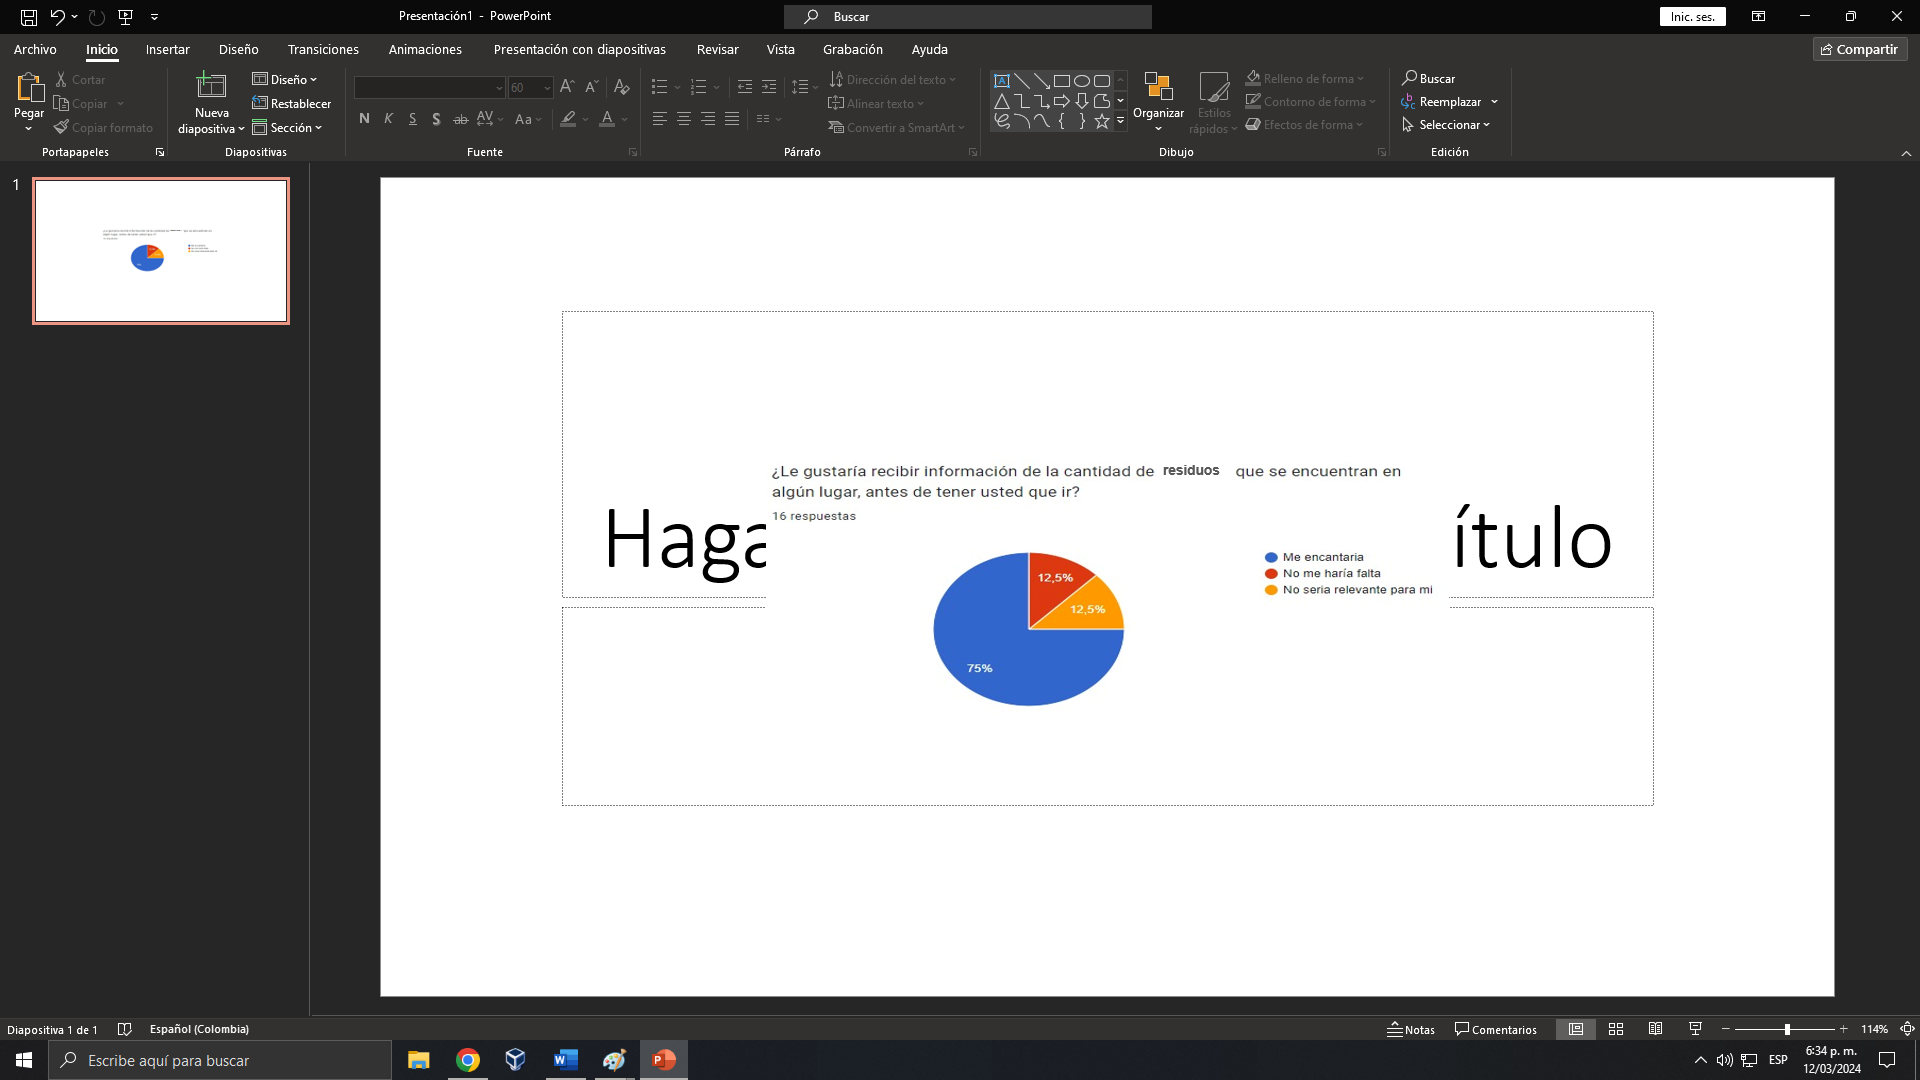 Presentación1 - PowerPoint
Buscar
Inic. ses.
Archivo Inicio Insertar Diseño Transiciones Animaciones Presentación con diapositivas Revisar Vista Grabación Ayuda
Compartir
Pegar
Cortar
Copiar
Copiar formato
Portapapeles
Nueva
diapositiva
Diseño
Restablecer
Sección
Diapositivas
60
N K S S ab AV Aa A
Fuente
Dirección del texto
Alinear texto
Convertir a SmartArt
Párrafo
Organizar
Estilos
rápidos
Relleno de forma
Contorno de forma
Efectos de forma
Dibujo
Buscar
Reemplazar
Seleccionar
Edición
1
¿Le gustaría recibir información de la cantidad de residuos que se encuentran en
algún lugar, antes de tener usted que ir?
16 respuestas
Haga
ítulo
Me encantaria
No me haría falta
No seria relevante para mi
12,5%
12,5%
75%
Diapositiva 1 de 1
Español (Colombia)
Notas
Comentarios
114%
Escribe aquí para buscar
ESP
6:34 p. m.
12/03/2024